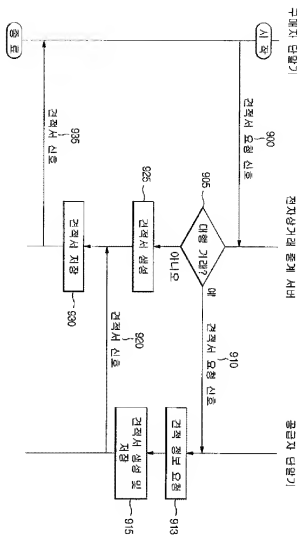 구매자 단말기
전자상거래 중계 서버
공급자 단말기
시 작
900
견적서 요청 신호
905
대행 거래?
예
아니오
910
견적서 요청 신호
견적 정보 요청
913
견적서 생성 및
저장
915
920
견적서 신호
925
견적서 생성
견적서 저장
930
935
견적서 신호
종 료